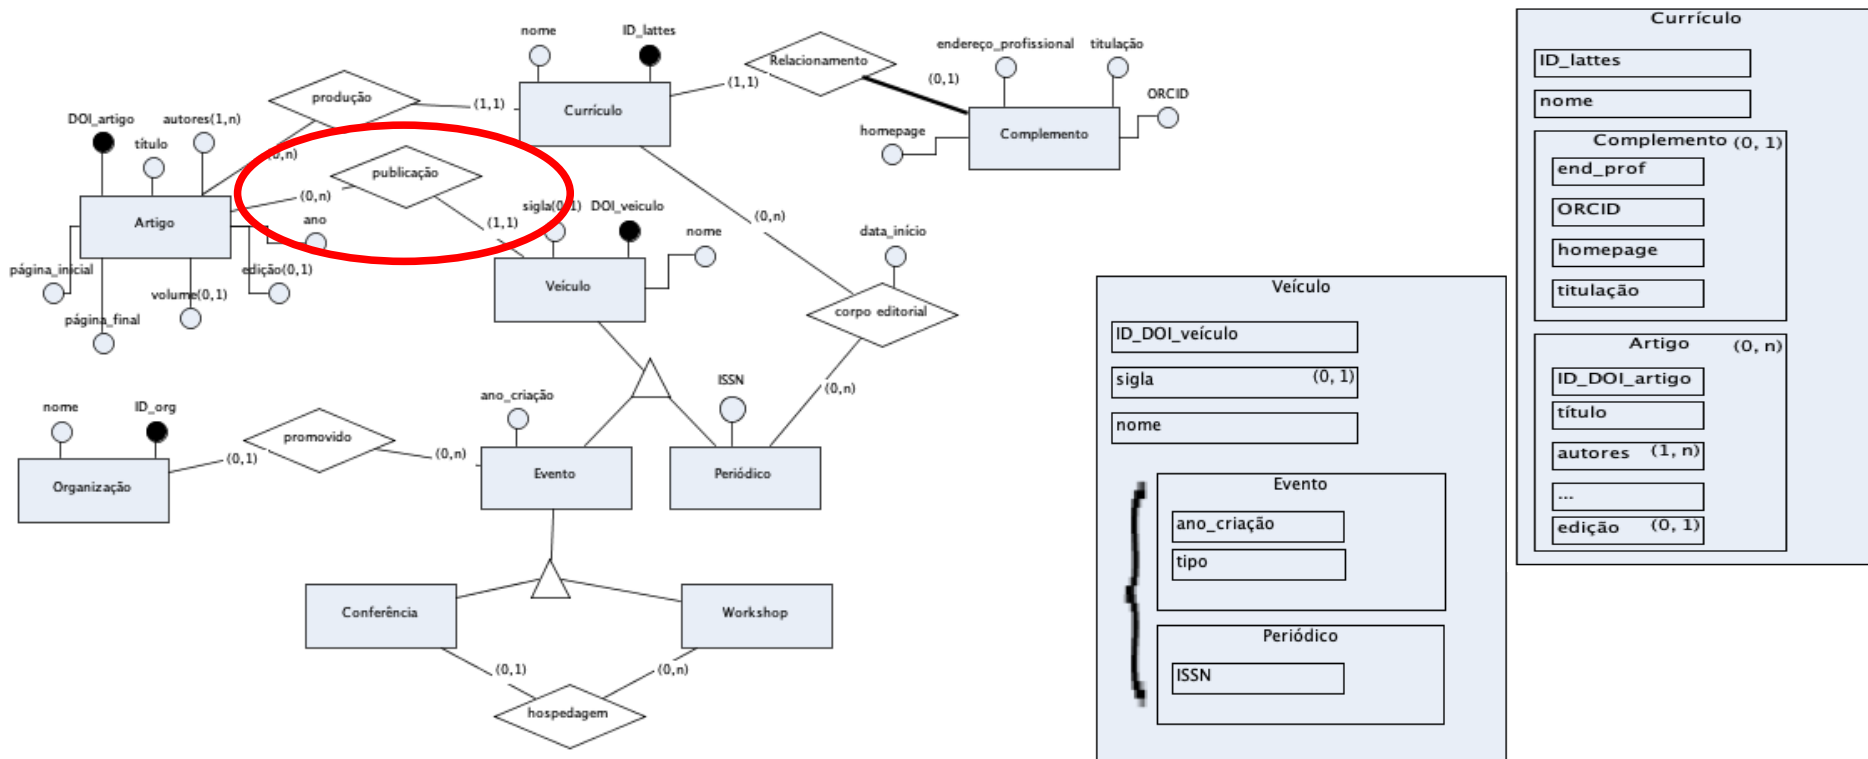 nome
ID_lattes
Relacionamento
endereço_profissional
titulação
(0,1)
(1,1)
ORCID
produção
(1,1)
Currículo
DOI_artigo
autores(1,n)
título
homepage
Complemento
(0,n)
publicação
(0,n)
Artigo
ano
(1,1)
sigla(0,1)
DOI_veiculo
nome
(0,n)
data_início
página_inicial
edição(0,1)
volume(0,1)
página_final
Veículo
corpo editorial
(0,n)
ISSN
nome
ID_org
ano_criação
promovido
(0,1)
(0,n)
Organização
Evento
Periódico
Conferência
Workshop
(0,1)
(0,n)
hospedagem
Veículo
ID_DOI_veículo
sigla (0, 1)
nome
Evento
ano_criação
tipo
Periódico
ISSN
Currículo
ID_lattes
nome
Complemento (0, 1)
end_prof
ORCID
homepage
titulação
Artigo (0, n)
ID_DOI_artigo
título
autores (1, n)
...
edição (0, 1)